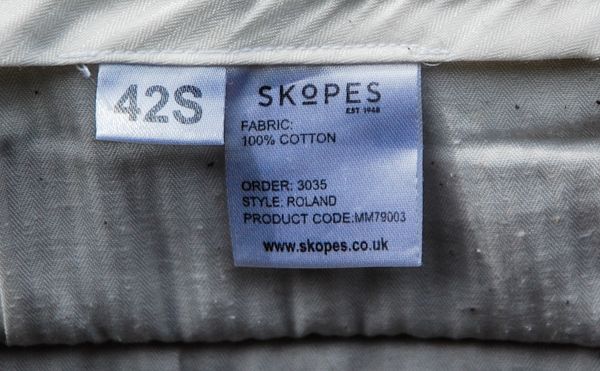 42S
SKOPES
EST 1948
FABRIC:
100% COTTON
ORDER: 3035
STYLE: ROLAND
PRODUCT CODE:MM79003
www.skopes.co.uk